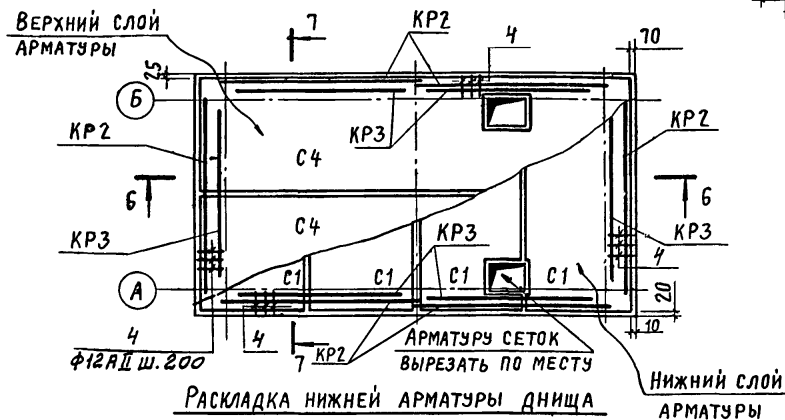 Верхний слой
арматуры
7
КР2
4
70
25
Б
КР2
КР3
КР2
С4
6
6
С4
КР3
КР3
КР3
С1
С1
С1
С1
4
А
20
10
4
Ф12АII ш.200
4
7
КР2
Арматуру сеток
вырезать по месту
Нижний слой
арматуры
Раскладка нижней арматуры днища